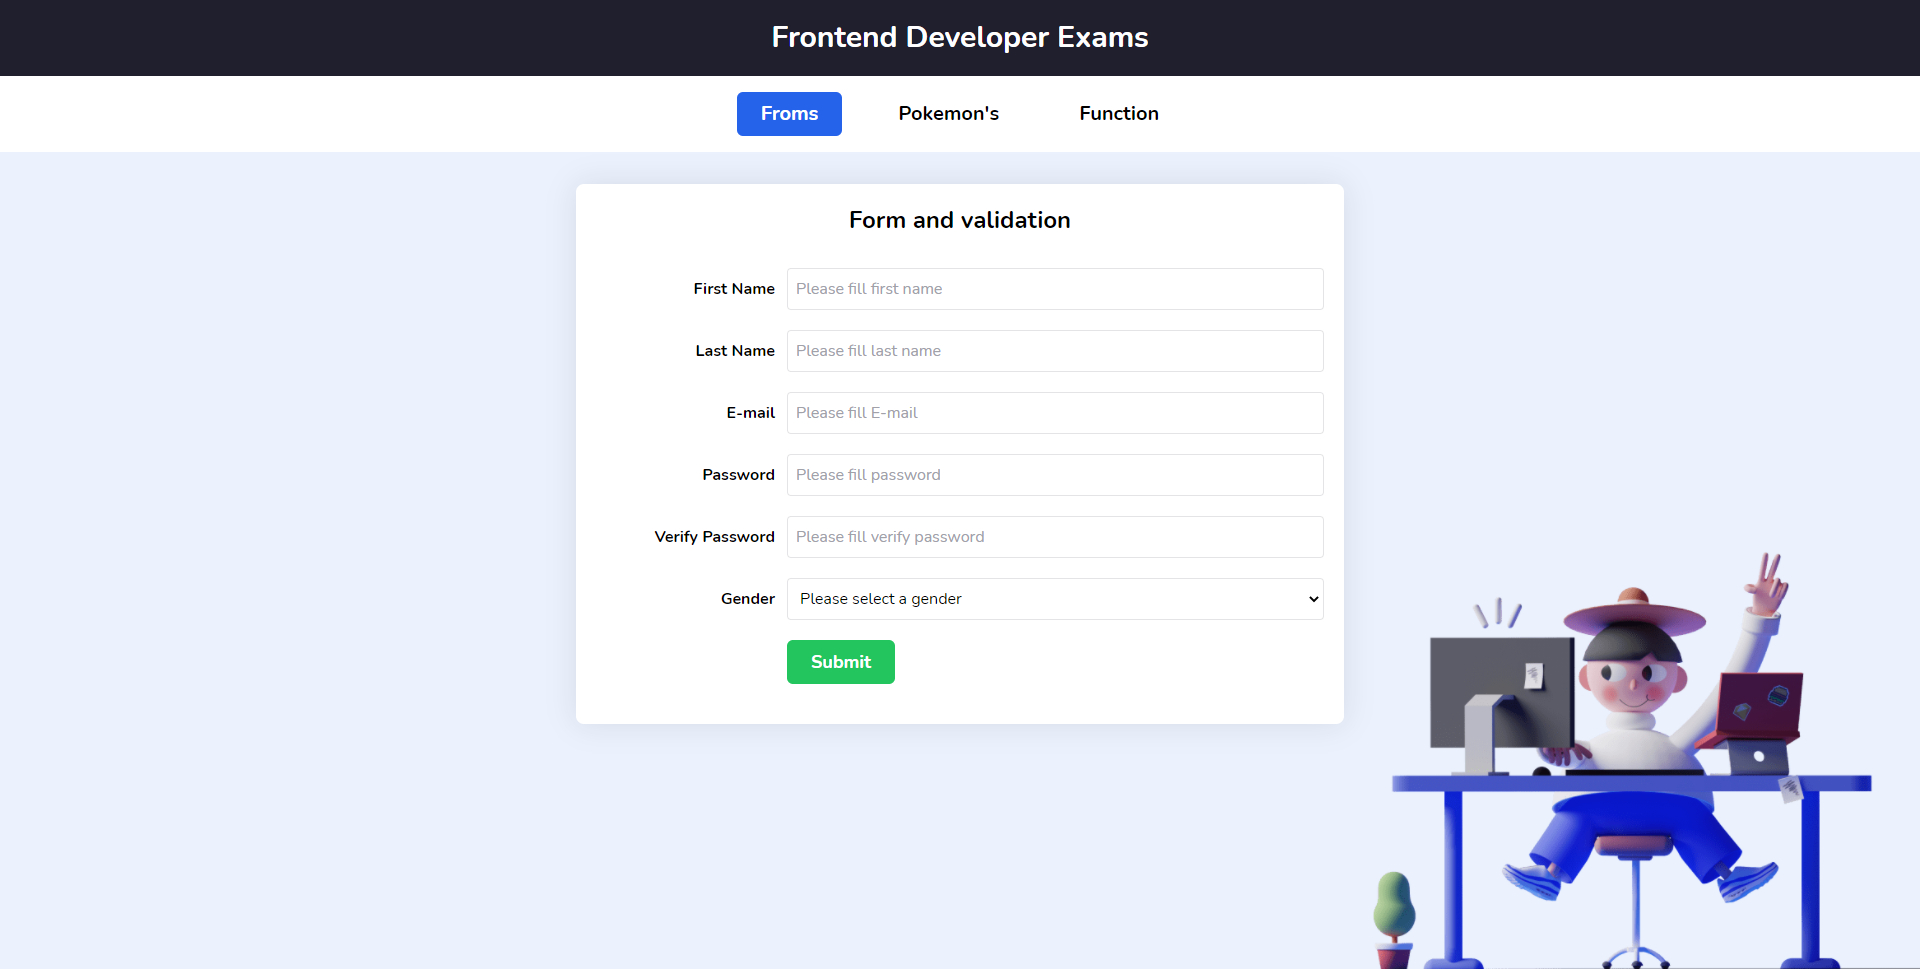 Frontend Developer Exams
Froms Pokemon's Function
Form and validation
First Name Please fill first name
Last Name Please fill last name
E-mail Please fill E-mail
Password Please fill password
Verify Password Please fill verify password
Gender Please select a gender
Submit